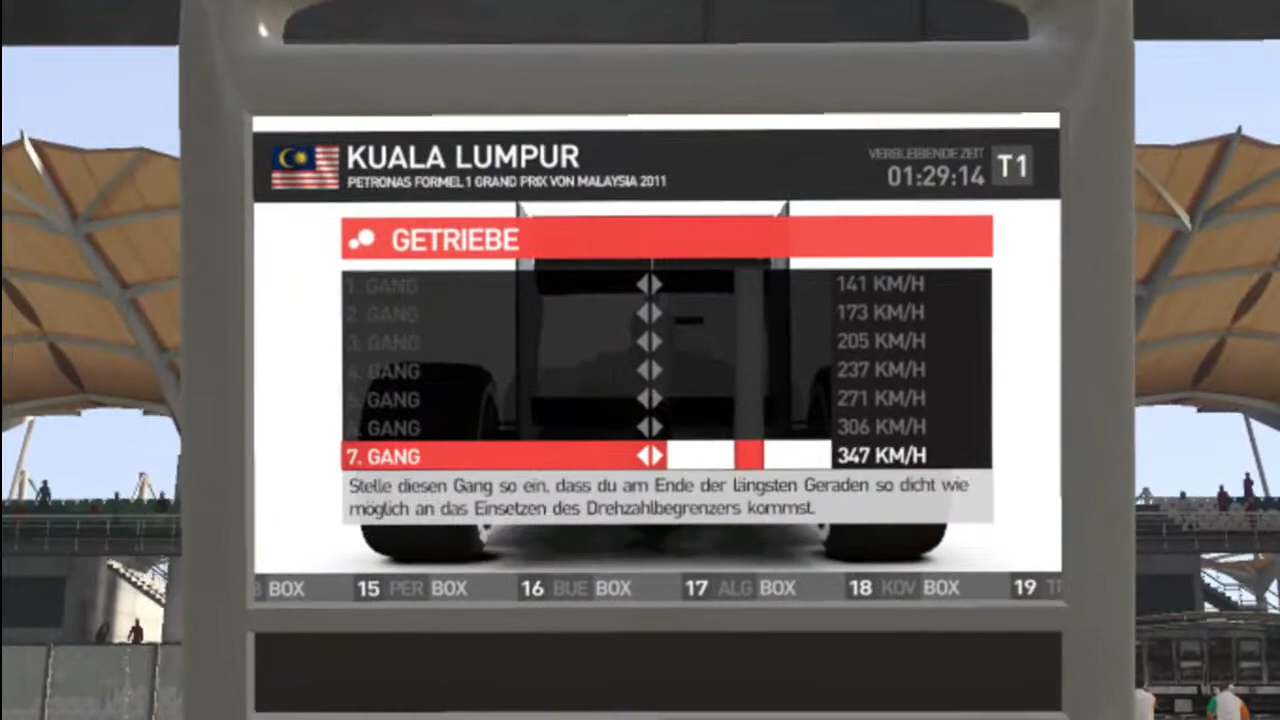 KUALA LUMPUR
PETRONAS FORMEL 1 GRAND PRIX VON MALAYSIA 2011
VERBLEIBENDE ZEIT
01:29:14
T1
GETRIEBE
1. GANG 141 KM/H
2. GANG 173 KM/H
3. GANG 205 KM/H
4. GANG 237 KM/H
5. GANG 271 KM/H
GANG 306 KM/H
7. GANG 347 KM/H
Stelle diesen Gang so ein, dass du am Ende der längsten Geraden so dicht wie
möglich an das Einsetzen des Drehzahlbegrenzers kommst.
BOX 15 PER BOX 16 BUE BOX 17 ALG BOX 18 KOV BOX 19